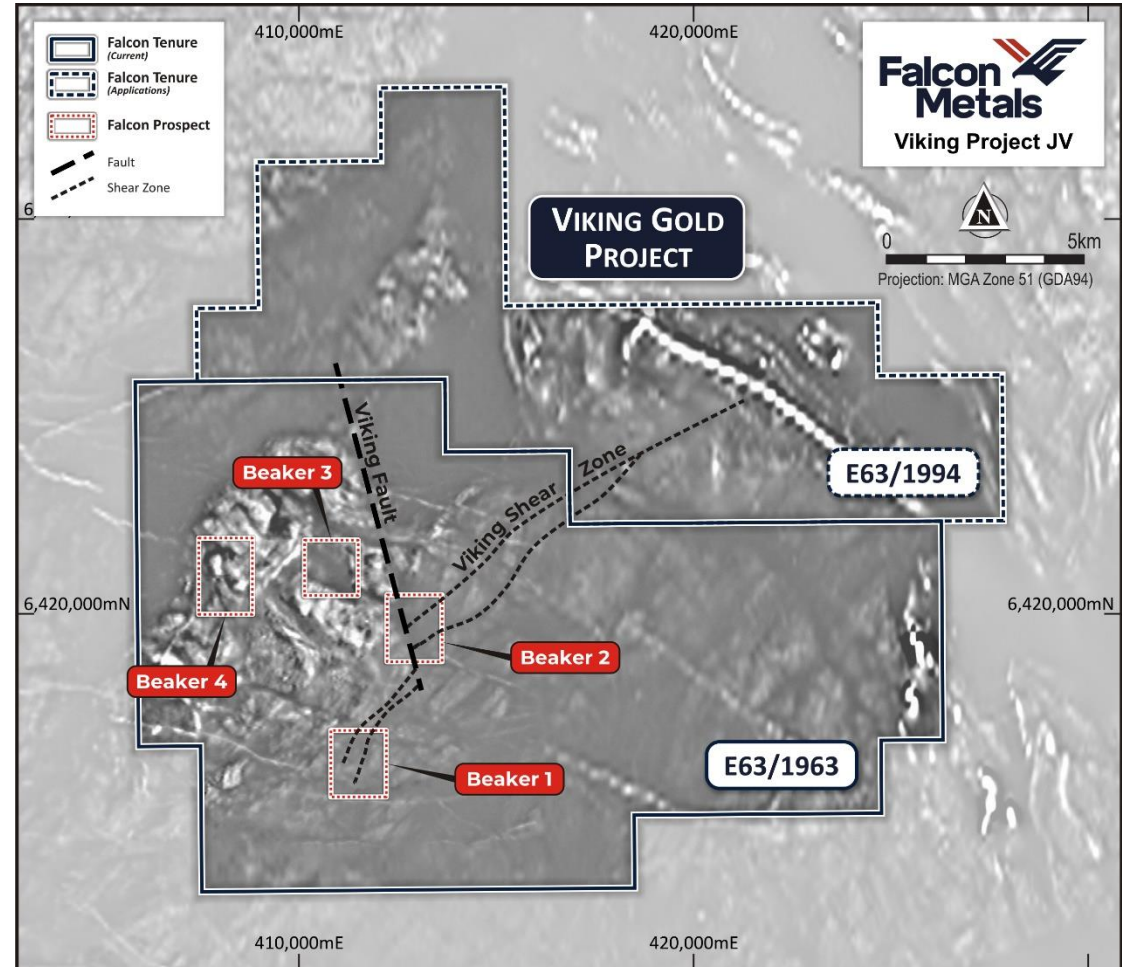 410,000mE
420,000mE
Falcon Tenure
(Current)
Falcon Tenure
(Applications)
Falcon Prospect
Fault
Shear Zone
Falcon
Metals
Viking Project JV
N
0
5km
Projection: MGA Zone 51 (GDA94)
VIKING GOLD
PROJECT
Viking Fault
Viking Shear Zone
E63/1994
Beaker 3
6,420,000mN
6,420,000mN
Beaker 2
Beaker 4
Beaker 1
E63/1963
410,000mE
420,000mE